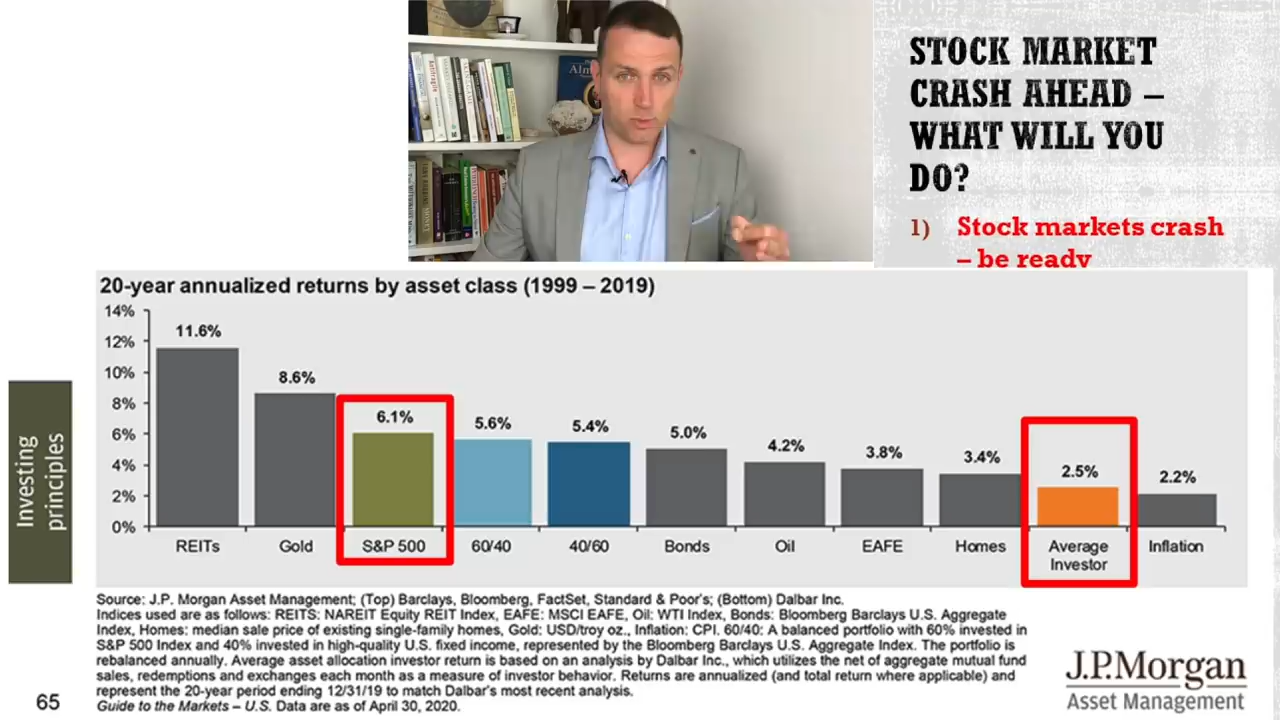 STOCK MARKET
CRASH AHEAD –
WHAT WILL YOU
DO?
1) Stock markets crash
– be ready
20-year annualized returns by asset class (1999 – 2019)
14%
12%
10%
8%
6%
4%
2%
0%
11.6%
8.6%
6.1%
5.6%
5.4%
5.0%
4.2%
3.8%
3.4%
2.5%
2.2%
REITs
Gold
S&P 500
60/40
40/60
Bonds
Oil
EAFE
Homes
Average
Investor
Inflation
Investing
principles
Source: J.P. Morgan Asset Management; (Top) Barclays, Bloomberg, FactSet, Standard & Poor's; (Bottom) Dalbar Inc.
Indices used are as follows: REITS: NAREIT Equity REIT Index, EAFE: MSCI EAFE, Oil: WTI Index, Bonds: Bloomberg Barclays U.S. Aggregate
Index, Homes: median sale price of existing single-family homes, Gold: USD/troy oz., Inflation: CPI. 60/40: A balanced portfolio with 60% invested in
S&P 500 Index and 40% invested in high-quality U.S. fixed income, represented by the Bloomberg Barclays U.S. Aggregate Index. The portfolio is
rebalanced annually. Average asset allocation investor return is based on an analysis by Dalbar Inc., which utilizes the net of aggregate mutual fund
sales, redemptions and exchanges each month as a measure of investor behavior. Returns are annualized (and total return where applicable) and
represent the 20-year period ending 12/31/19 to match Dalbar's most recent analysis.
Guide to the Markets – U.S. Data are as of April 30, 2020.
65
J.P.Morgan
Asset Management